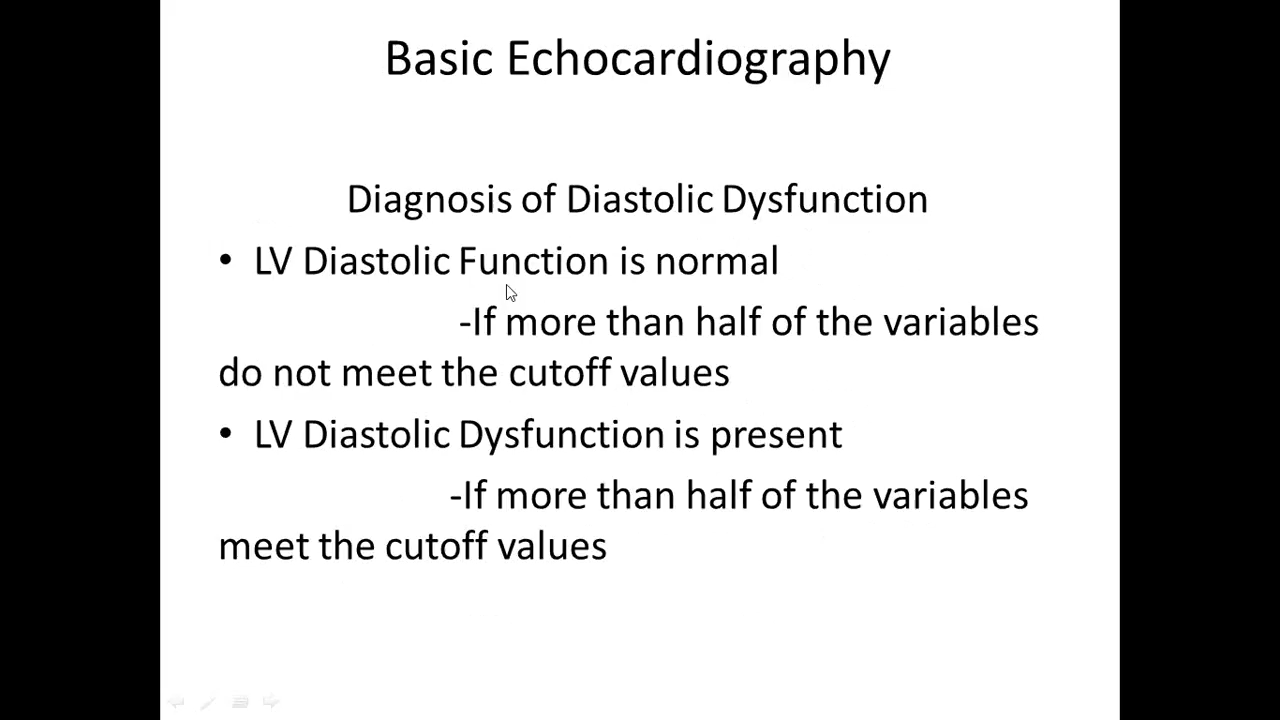 Basic Echocardiography
Diagnosis of Diastolic Dysfunction
• LV Diastolic Function is normal
-If more than half of the variables
do not meet the cutoff values
• LV Diastolic Dysfunction is present
-If more than half of the variables
meet the cutoff values